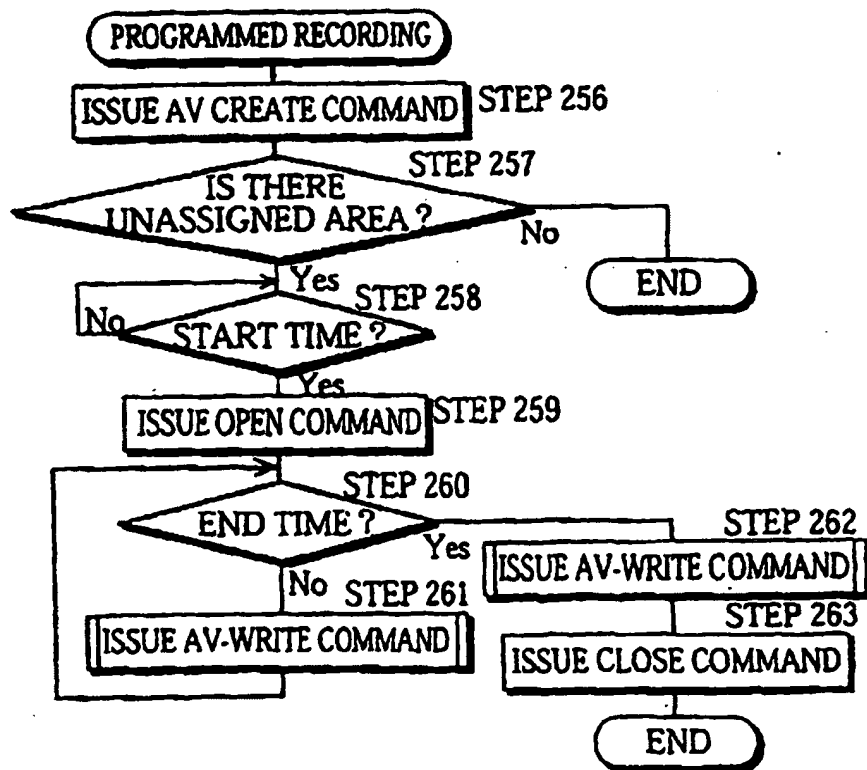 PROGRAMMED RECORDING
ISSUE AV CREATE COMMAND
STEP 256
STEP 257
IS THERE
UNASSIGNED AREA?
No
END
Yes
STEP 258
No
START TIME?
Yes
ISSUE OPEN COMMAND
STEP 259
STEP 260
END TIME?
Yes
No
STEP 261
ISSUE AV-WRITE COMMAND
STEP 262
ISSUE AV-WRITE COMMAND
STEP 263
ISSUE CLOSE COMMAND
END